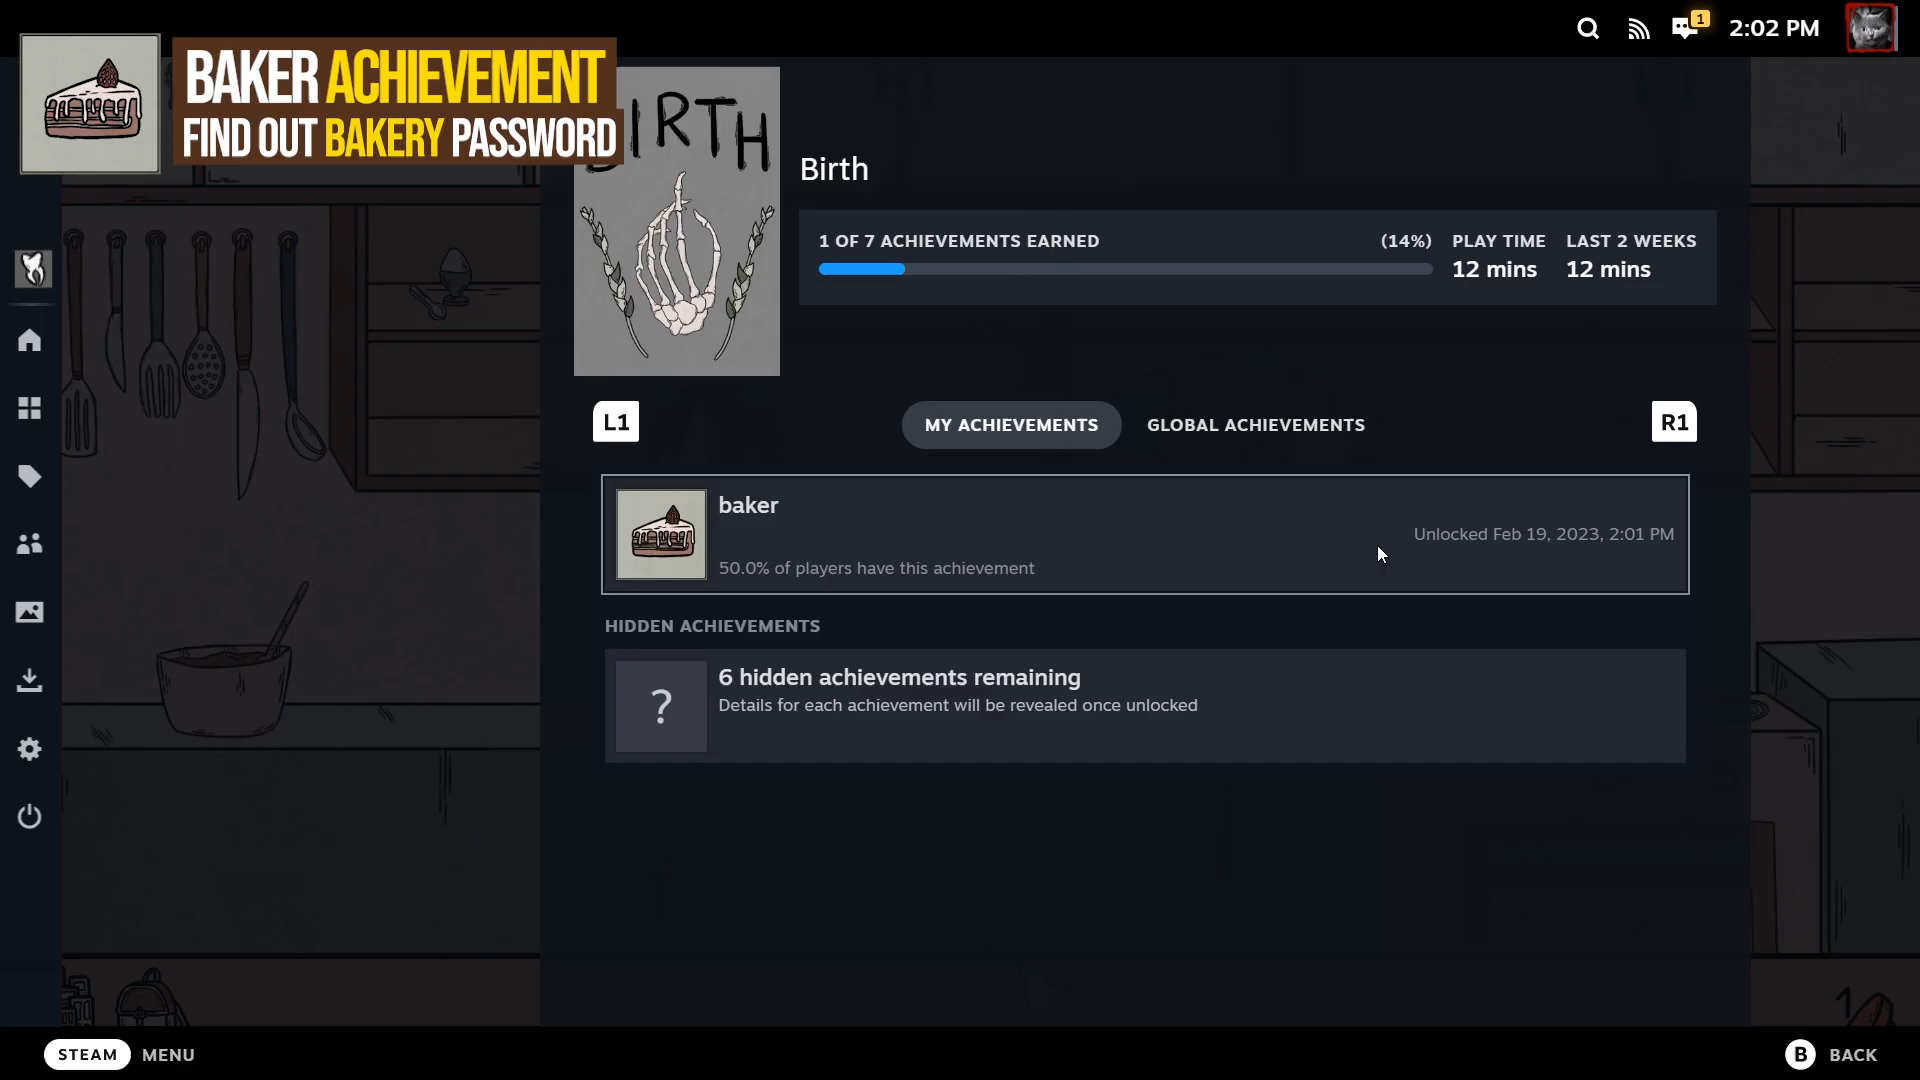 1
2:02 PM
BAKER ACHIEVEMENT
FIND OUT BAKERY PASSWORD
BIRTH
Birth
1 OF 7 ACHIEVEMENTS EARNED (14%) PLAY TIME LAST 2 WEEKS
12 mins 12 mins
L1 MY ACHIEVEMENTS GLOBAL ACHIEVEMENTS R1
baker
Unlocked Feb 19, 2023, 2:01 PM
50.0% of players have this achievement
HIDDEN ACHIEVEMENTS
? 6 hidden achievements remaining
Details for each achievement will be revealed once unlocked
STEAM MENU B BACK